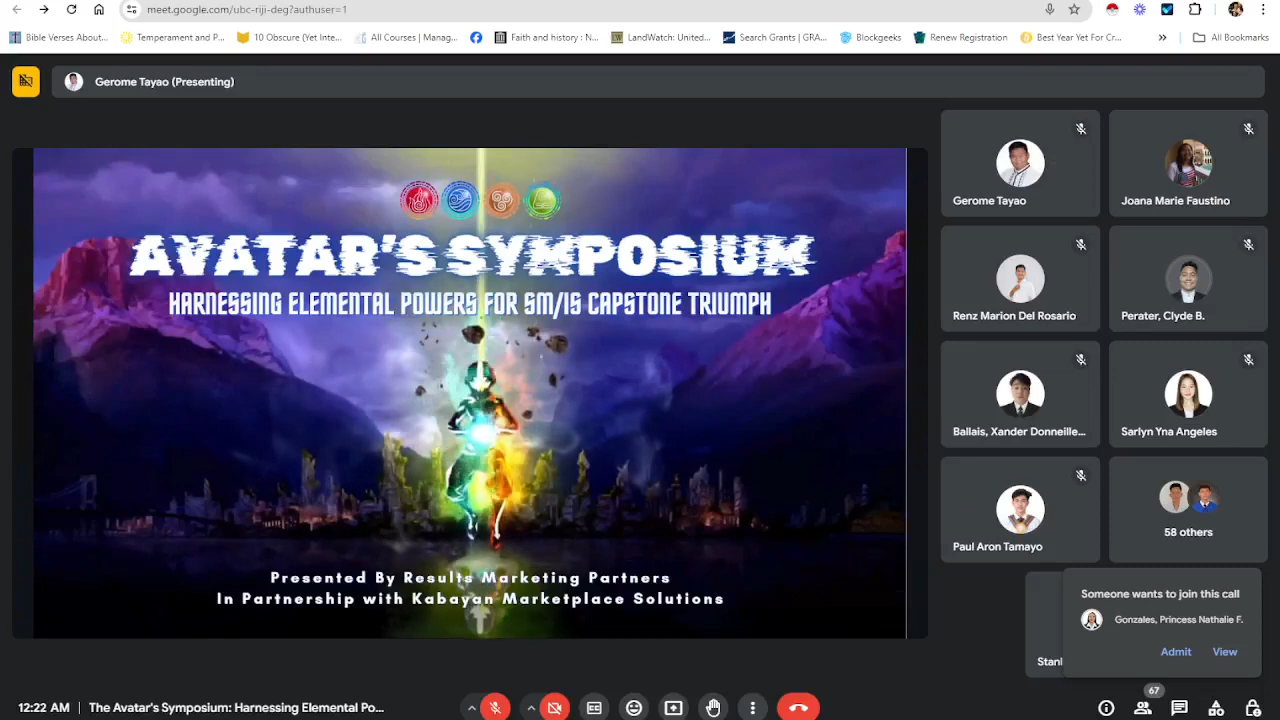 meet.google.com/ubc-riji-deg?authuser=1
Bible Verses About...
Temperament and P...
10 Obscure (Yet Inte...
All Courses | Manag...
Faith and history : N...
LandWatch: United...
Search Grants | GRA...
Blockgeeks
Renew Registration
Best Year Yet For Cr...
»
All Bookmarks
Gerome Tayao (Presenting)
AVATAR'S SYMPOSIUM
HARNESSING ELEMENTAL POWERS FOR SM/IS CAPSTONE TRIUMPH
Presented By Results Marketing Partners
In Partnership with Kabayan Marketplace Solutions
Gerome Tayao
Joana Marie Faustino
Renz Marion Del Rosario
Perater, Clyde B.
Ballais, Xander Donneille...
Sarlyn Yna Angeles
Paul Aron Tamayo
58 others
Stanl
Someone wants to join this call
Gonzales, Princess Nathalie F.
Admit
View
12:22 AM | The Avatar's Symposium: Harnessing Elemental Po...
67